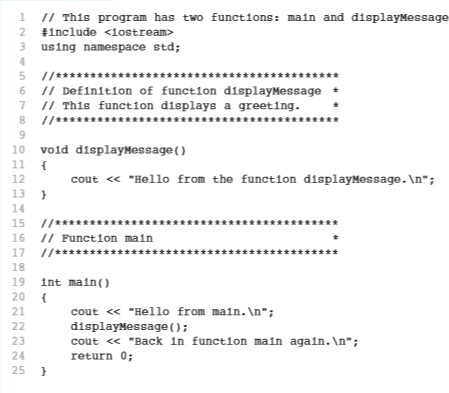 1 // This program has two functions: main and displayMessage
2 #include <iostream>
3 using namespace std;
4
5 //*****************************************
6 // Definition of function displayMessage *
7 // This function displays a greeting. *
8 //*****************************************
9
10 void displayMessage()
11 {
12 cout << "Hello from the function displayMessage.\n";
13 }
14
15 //*****************************************
16 // Function main *
17 //*****************************************
18
19 int main()
20 {
21 cout << "Hello from main.\n";
22 displayMessage();
23 cout << "Back in function main again.\n";
24 return 0;
25 }